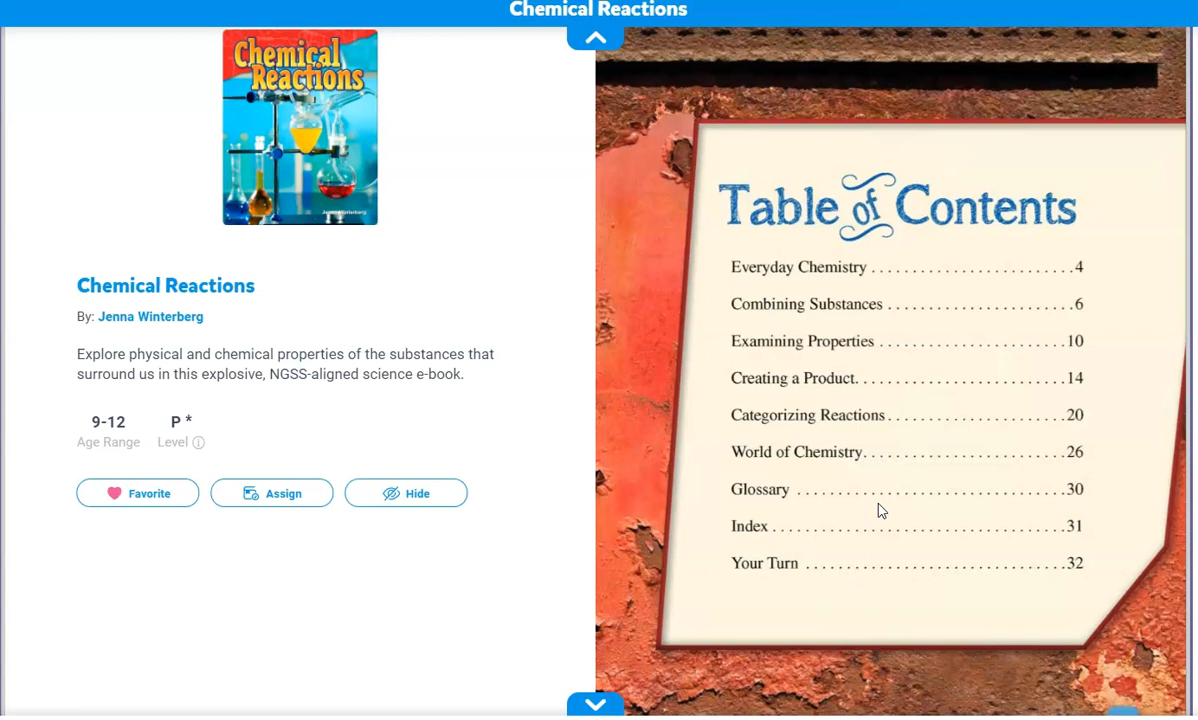 Chemical Reactions
Chemical
Reactions
Jenna Winterberg
Chemical Reactions
By: Jenna Winterberg
Explore physical and chemical properties of the substances that
surround us in this explosive, NGSS-aligned science e-book.
9-12 P *
Age Range Level
Favorite Assign Hide
Table of Contents
Everyday Chemistry . . . . . . . . . . . . . . . . . . . . . . . . .4
Combining Substances . . . . . . . . . . . . . . . . . . . . . . .6
Examining Properties . . . . . . . . . . . . . . . . . . . . . . .10
Creating a Product. . . . . . . . . . . . . . . . . . . . . . . . . .14
Categorizing Reactions . . . . . . . . . . . . . . . . . . . . . .20
World of Chemistry. . . . . . . . . . . . . . . . . . . . . . . . .26
Glossary . . . . . . . . . . . . . . . . . . . . . . . . . . . . . . . . .30
Index . . . . . . . . . . . . . . . . . . . . . . . . . . . . . . . . . . . .31
Your Turn . . . . . . . . . . . . . . . . . . . . . . . . . . . . . . . .32